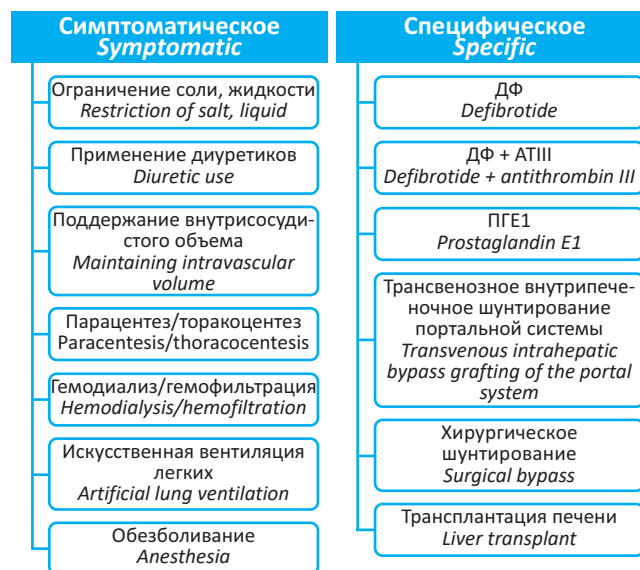 Симптоматическое
Symptomatic
Ограничение соли, жидкости
Restriction of salt, liquid
Применение диуретиков
Diuretic use
Поддержание внутрисосуди-
стого объема
Maintaining intravascular
volume
Парацентез/торакоцентез
Paracentesis/thoracocentesis
Гемодиализ/гемофильтрация
Hemodialysis/hemofiltration
Искусственная вентиляция
легких
Artificial lung ventilation
Обезболивание
Anesthesia
Специфическое
Specific
ДФ
Defibrotide
ДФ + АТIII
Defibrotide + antithrombin III
ПГЕ1
Prostaglandin E1
Трансвенозное внутрипече-
ночное шунтирование
портальной системы
Transvenous intrahepatic
bypass grafting of the portal
system
Хирургическое
шунтирование
Surgical bypass
Трансплантация печени
Liver transplant